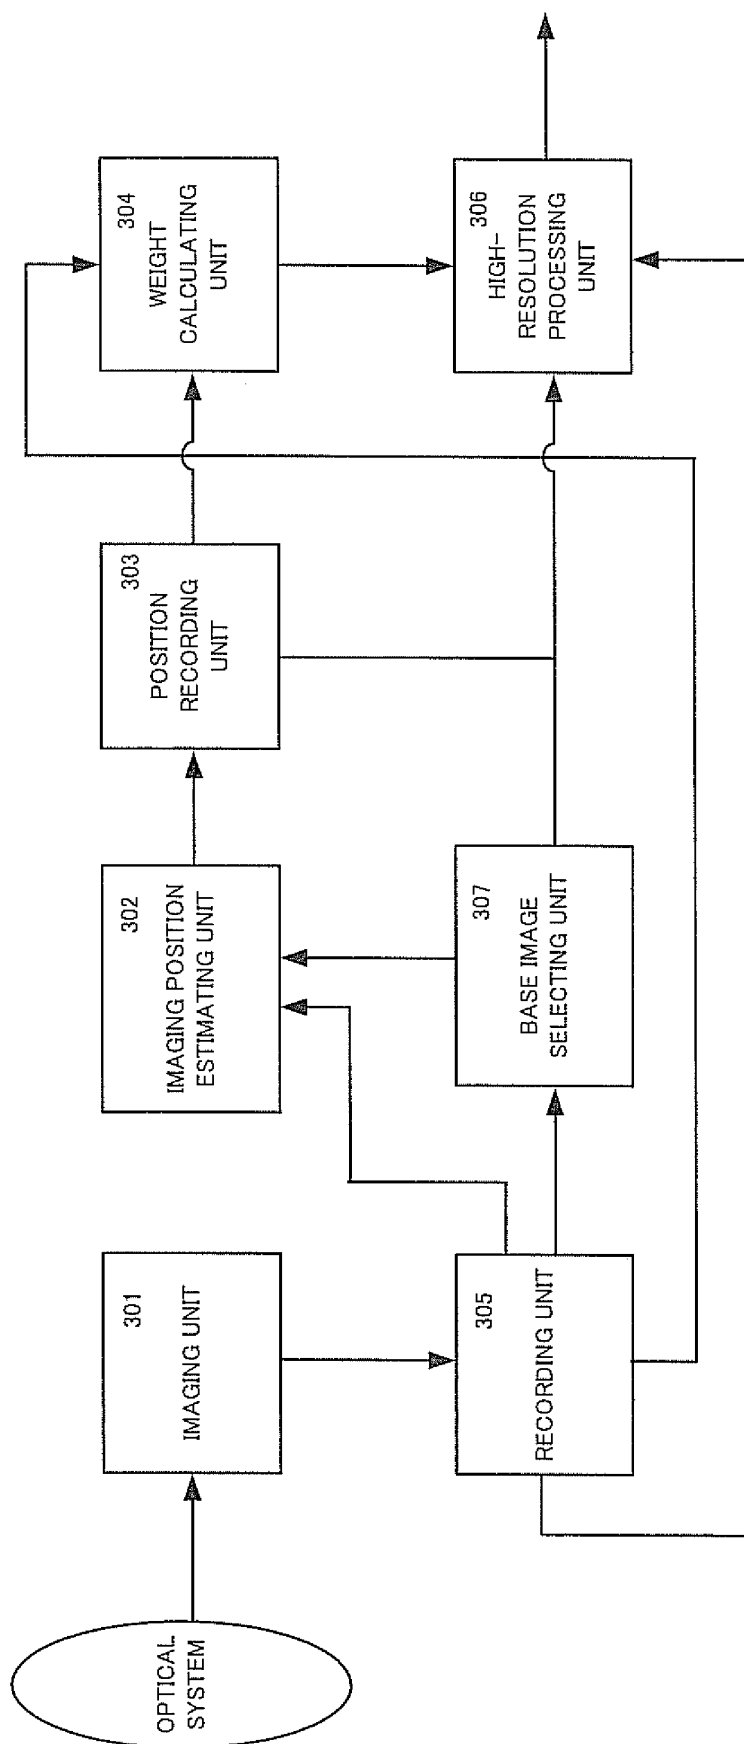 OPTICAL
SYSTEM
301
IMAGING UNIT
302
IMAGING POSITION
ESTIMATING UNIT
303
POSITION
RECORDING
UNIT
304
WEIGHT
CALCULATING
UNIT
305
RECORDING UNIT
307
BASE IMAGE
SELECTING UNIT
306
HIGH-
RESOLUTION
PROCESSING
UNIT